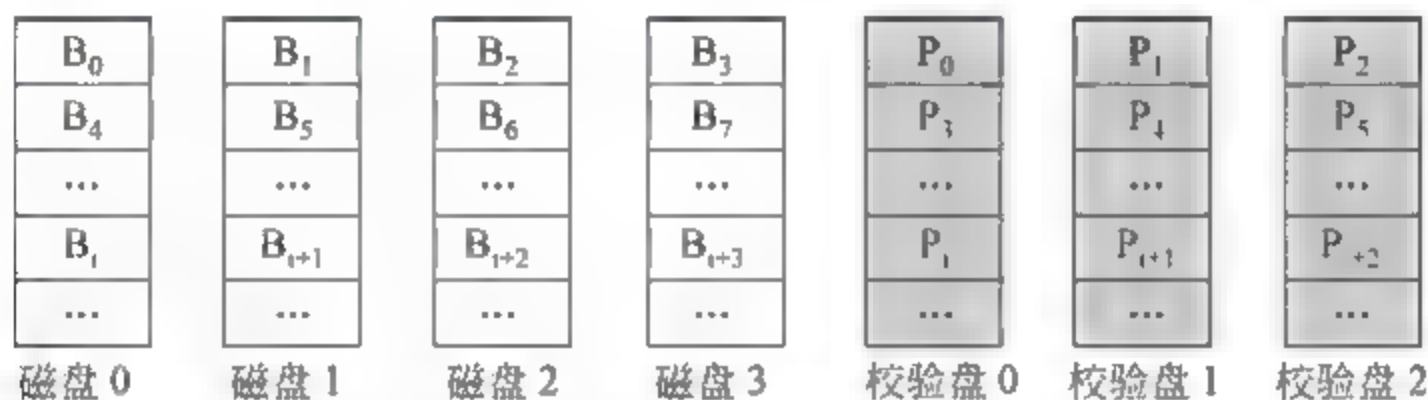 B₀ B₁ B₂ B₃ P₀ P₁ P₂
B₄ B₅ B₆ B₇ P₃ P₄ P₅
... ... ... ... ... ... ...
Bᵢ Bᵢ₊₁ Bᵢ₊₂ Bᵢ₊₃ Pᵢ Pᵢ₊₁ P₊₂
... ... ... ... ... ... ...
磁盘 0 磁盘 1 磁盘 2 磁盘 3 校验盘 0 校验盘 1 校验盘 2